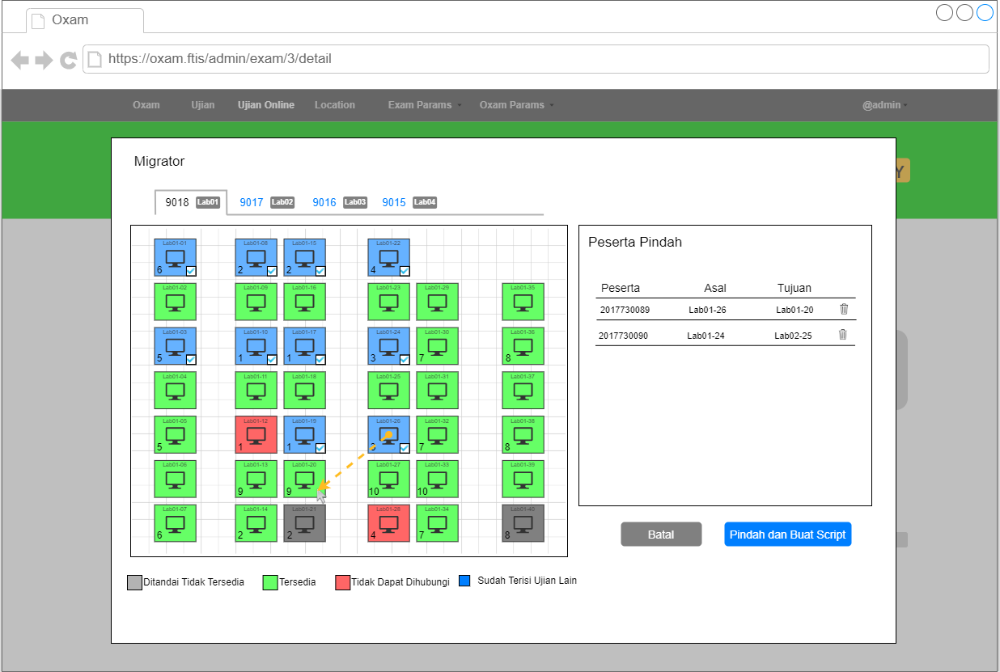 Oxam
https://oxam.ftis/admin/exam/3/detail
Oxam Ujian Ujian Online Location Exam Params Oxam Params @admin
Y
Migrator
9018 Lab01 9017 Lab02 9016 Lab03 9015 Lab04
Lab01-01 Lab01-08 Lab01-15 Lab01-22
6 2 2 4
Lab01-02 Lab01-09 Lab01-16 Lab01-23 Lab01-29 Lab01-35
Lab01-03 Lab01-10 Lab01-17 Lab01-24 Lab01-30 Lab01-36
5 1 1 3 7 8
Lab01-04 Lab01-11 Lab01-18 Lab01-25 Lab01-31 Lab01-37
Lab01-05 Lab01-12 Lab01-19 Lab01-26 Lab01-32 Lab01-38
5 1 1 7 8
Lab01-06 Lab01-13 Lab01-20 Lab01-27 Lab01-33 Lab01-39
9 9 10 10
Lab01-07 Lab01-14 Lab01-21 Lab01-28 Lab01-34 Lab01-40
6 2 2 4 7 8
Ditandai Tidak Tersedia Tersedia Tidak Dapat Dihubungi Sudah Terisi Ujian Lain
Peserta Pindah
Peserta Asal Tujuan
2017730089 Lab01-26 Lab01-20
2017730090 Lab01-24 Lab02-25
Batal Pindah dan Buat Script